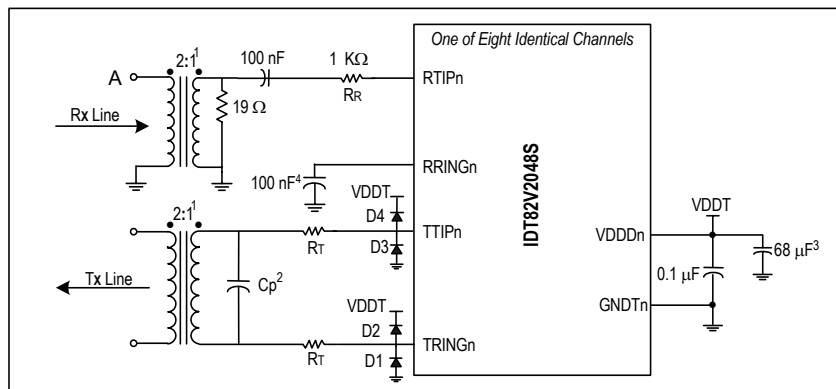 One of Eight Identical Channels
2:1¹
100 nF
1 KΩ
A
RTIPn
RR
19 Ω
Rx Line
RRINGn
100 nF⁴
VDDT
D4
2:1¹
TTIPn
RT
D3
IDT82V2048S
VDDT
VDDDn
68 µF³
0.1 µF
Cp²
Tx Line
VDDT
GNDTn
D2
TRINGn
RT
D1